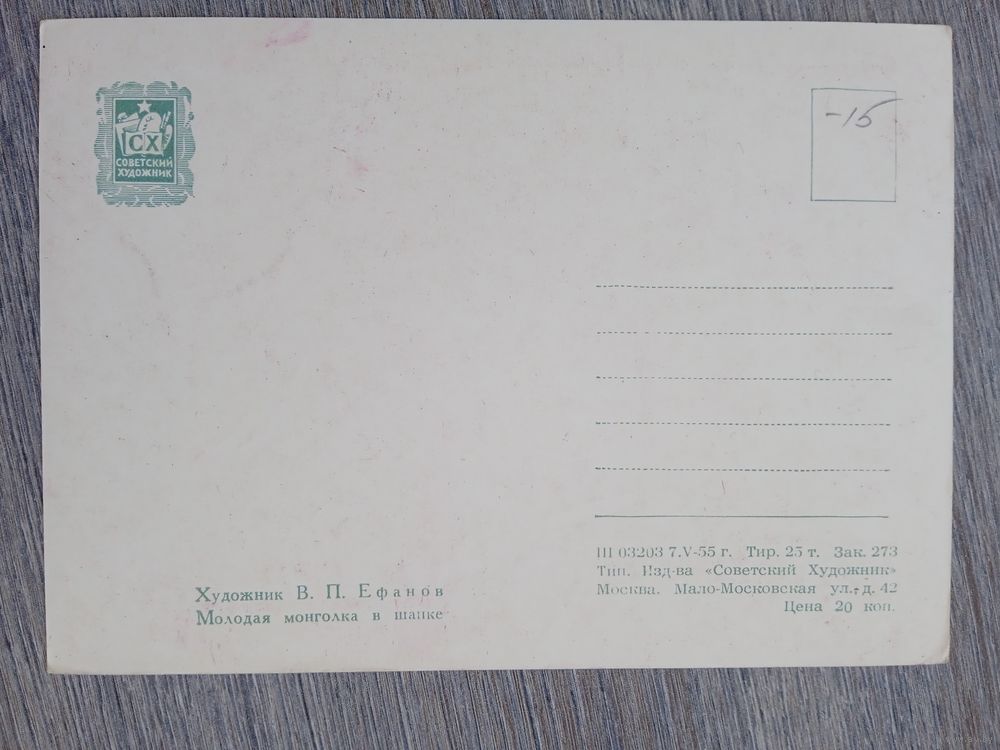 СХ
СОВЕТСКИЙ
ХУДОЖНИК
-15
Художник В. П. Ефанов
Молодая монголка в шапке
Ш 03203 7.V-55 г. Тир. 25 т. Зак. 273
Тип. Изд-ва «Советский Художник»
Москва. Мало-Московская ул., д. 42
Цена 20 коп.